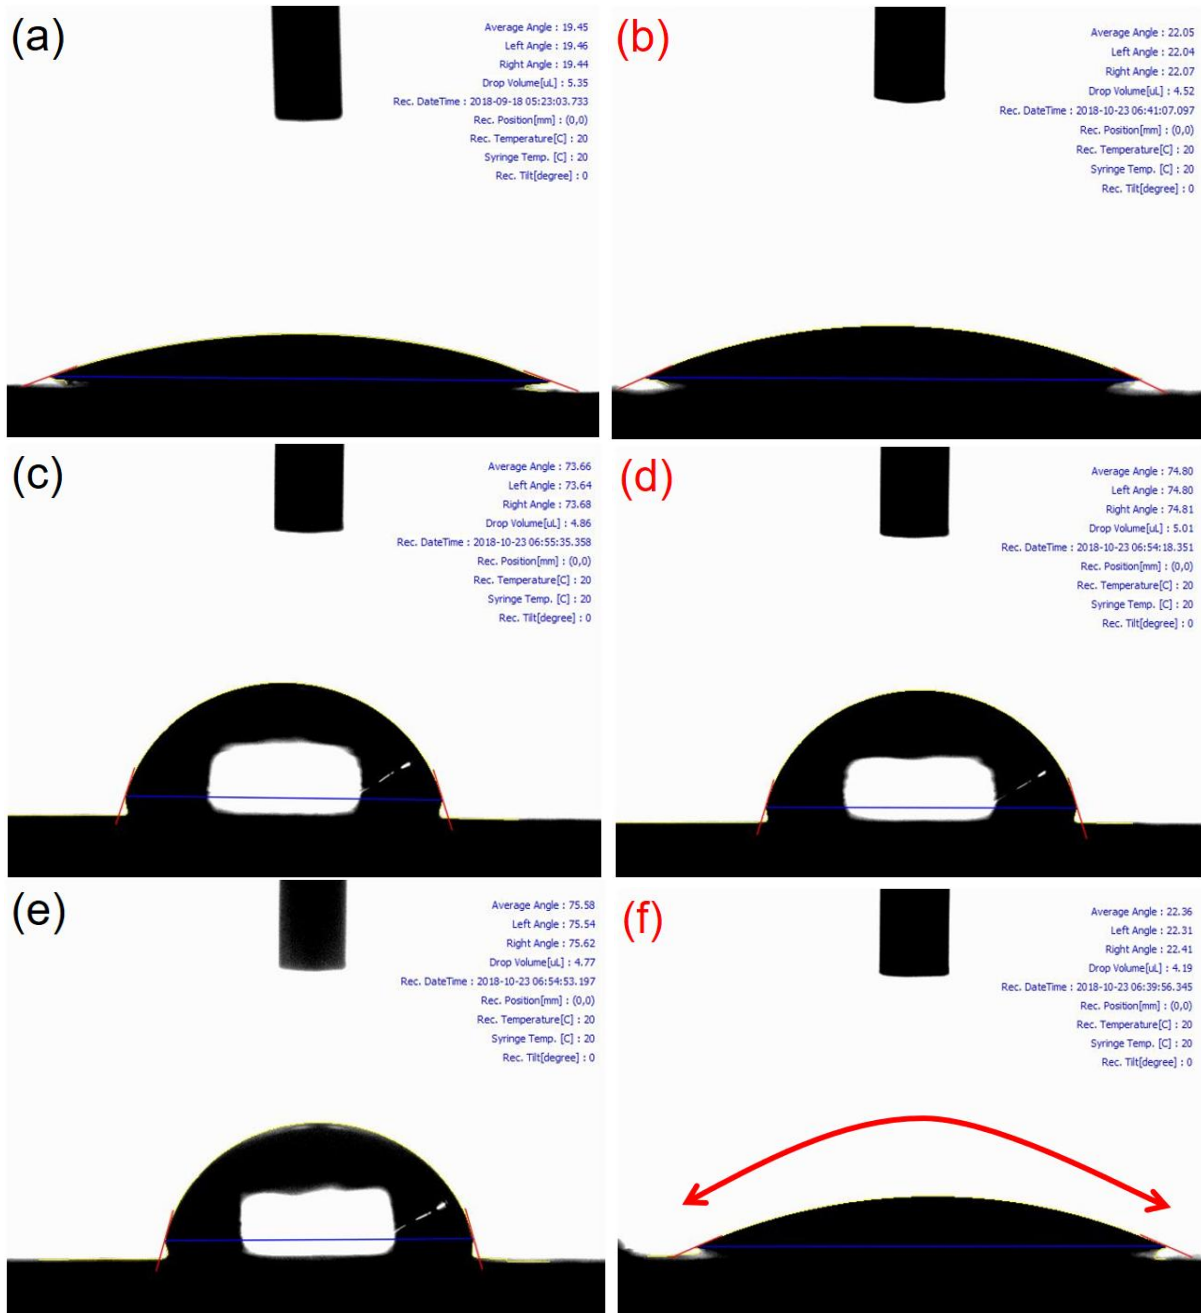 (a)
Average Angle : 19.45
Left Angle : 19.46
Right Angle : 19.44
Drop Volume[uL] : 5.35
Rec. DateTime : 2018-09-18 05:23:03.733
Rec. Position[mm] : (0,0)
Rec. Temperature[C] : 20
Syringe Temp. [C] : 20
Rec. Tilt[degree] : 0
(b)
Average Angle : 22.05
Left Angle : 22.04
Right Angle : 22.07
Drop Volume[uL] : 4.52
Rec. DateTime : 2018-10-23 06:41:07.097
Rec. Position[mm] : (0,0)
Rec. Temperature[C] : 20
Syringe Temp. [C] : 20
Rec. Tilt[degree] : 0
(c)
Average Angle : 73.66
Left Angle : 73.64
Right Angle : 73.68
Drop Volume[uL] : 4.86
Rec. DateTime : 2018-10-23 06:55:35.358
Rec. Position[mm] : (0,0)
Rec. Temperature[C] : 20
Syringe Temp. [C] : 20
Rec. Tilt[degree] : 0
(d)
Average Angle : 74.80
Left Angle : 74.80
Right Angle : 74.81
Drop Volume[uL] : 5.01
Rec. DateTime : 2018-10-23 06:54:18.351
Rec. Position[mm] : (0,0)
Rec. Temperature[C] : 20
Syringe Temp. [C] : 20
Rec. Tilt[degree] : 0
(e)
Average Angle : 75.58
Left Angle : 75.54
Right Angle : 75.62
Drop Volume[uL] : 4.77
Rec. DateTime : 2018-10-23 06:54:53.197
Rec. Position[mm] : (0,0)
Rec. Temperature[C] : 20
Syringe Temp. [C] : 20
Rec. Tilt[degree] : 0
(f)
Average Angle : 22.36
Left Angle : 22.31
Right Angle : 22.41
Drop Volume[uL] : 4.19
Rec. DateTime : 2018-10-23 06:39:56.345
Rec. Position[mm] : (0,0)
Rec. Temperature[C] : 20
Syringe Temp. [C] : 20
Rec. Tilt[degree] : 0